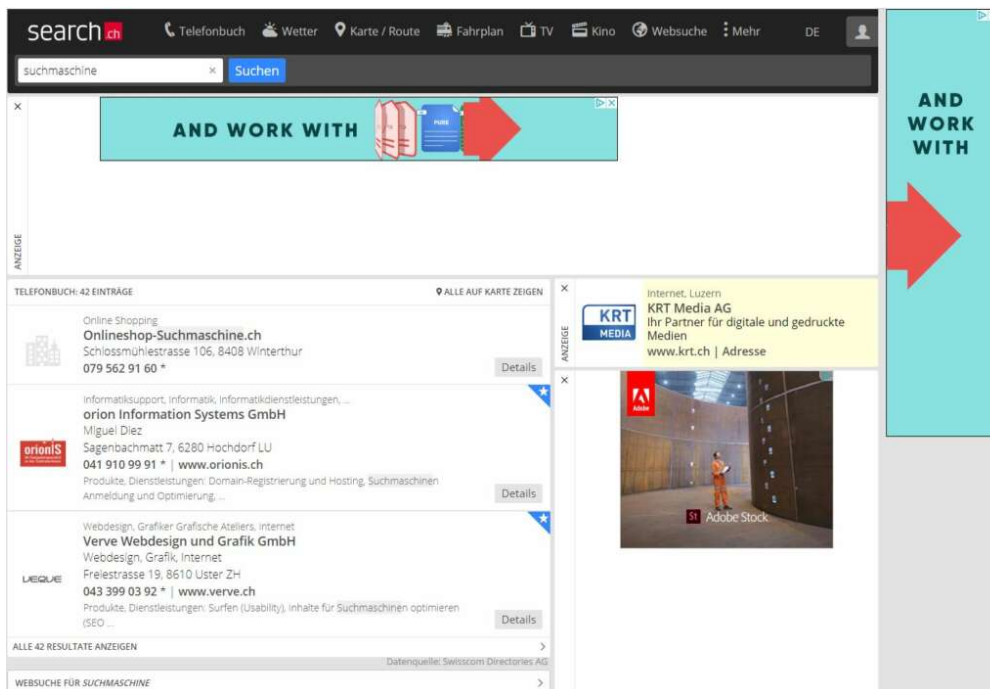 search.ch
Telefonbuch Wetter Karte / Route Fahrplan TV Kino Websuche Mehr DE
suchmaschine × Suchen
AND WORK WITH
PURE
ANZEIGE
AND
WORK
WITH
TELEFONBUCH: 42 EINTRÄGE ALLE AUF KARTE ZEIGEN
Online Shopping
Onlineshop-Suchmaschine.ch
Schlossmühlestrasse 106, 8408 Winterthur
079 562 91 60 *
Details
Informatiksupport, Informatik, Informatikdienstleistungen, ...
orion Information Systems GmbH
Miguel Diez
orionIS
Sagenbachmatt 7, 6280 Hochdorf LU
041 910 99 91 * | www.orionis.ch
Produkte, Dienstleistungen: Domain-Registrierung und Hosting, Suchmaschinen
Anmeldung und Optimierung, ...
Details
Webdesign, Grafiker Grafische Ateliers, Internet
Verve Webdesign und Grafik GmbH
Webdesign, Grafik, Internet
Freiestrasse 19, 8610 Uster ZH
043 399 03 92 * | www.verve.ch
Produkte, Dienstleistungen: Surfen (Usability), Inhalte für Suchmaschinen optimieren
(SEO ...
Details
ALLE 42 RESULTATE ANZEIGEN
Datenquelle: Swisscom Directories AG
WEBSUCHE FÜR SUCHMASCHINE
ANZEIGE
KRT
MEDIA
Internet, Luzern
KRT Media AG
Ihr Partner für digitale und gedruckte
Medien
www.krt.ch | Adresse
Adobe
St Adobe Stock